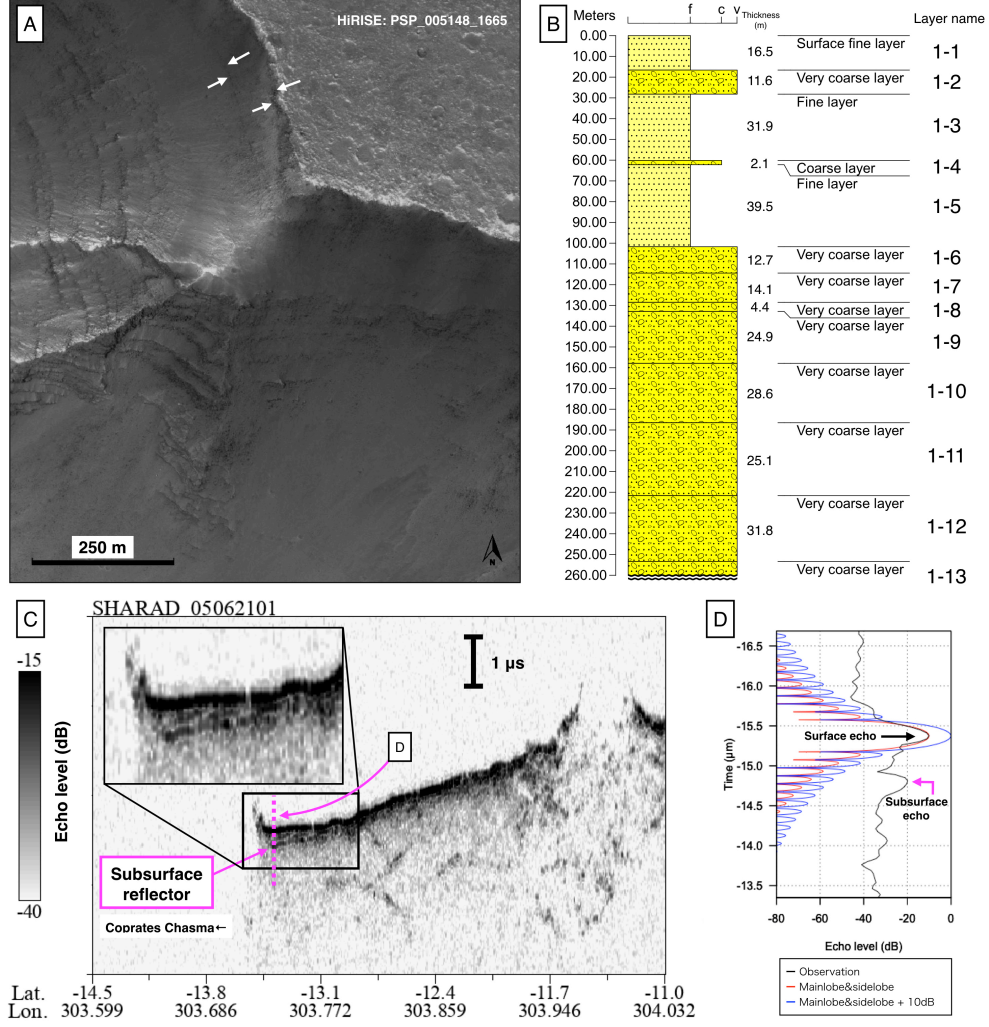 A
HiRISE: PSP_005148_1665
250 m
N
B
Meters
f c v
Thickness
(m)
Layer name
0.00
10.00
20.00
30.00
40.00
50.00
60.00
70.00
80.00
90.00
100.00
110.00
120.00
130.00
140.00
150.00
160.00
170.00
180.00
190.00
200.00
210.00
220.00
230.00
240.00
250.00
260.00
16.5 Surface fine layer 1-1
11.6 Very coarse layer 1-2
31.9 Fine layer 1-3
2.1 Coarse layer 1-4
39.5 Fine layer 1-5
12.7 Very coarse layer 1-6
14.1 Very coarse layer 1-7
4.4 Very coarse layer 1-8
24.9 Very coarse layer 1-9
28.6 Very coarse layer 1-10
25.1 Very coarse layer 1-11
31.8 Very coarse layer 1-12
Very coarse layer 1-13
C
SHARAD_05062101
-15
-40
Echo level (dB)
1 µs
D
Subsurface
reflector
Coprates Chasma←
Lat. -14.5 -13.8 -13.1 -12.4 -11.7 -11.0
Lon. 303.599 303.686 303.772 303.859 303.946 304.032
D
Time (µm)
-16.5
-16.0
-15.5
-15.0
-14.5
-14.0
-13.5
Surface echo
Subsurface
echo
-80 -60 -40 -20 0
Echo level (dB)
Observation
Mainlobe&sidelobe
Mainlobe&sidelobe + 10dB